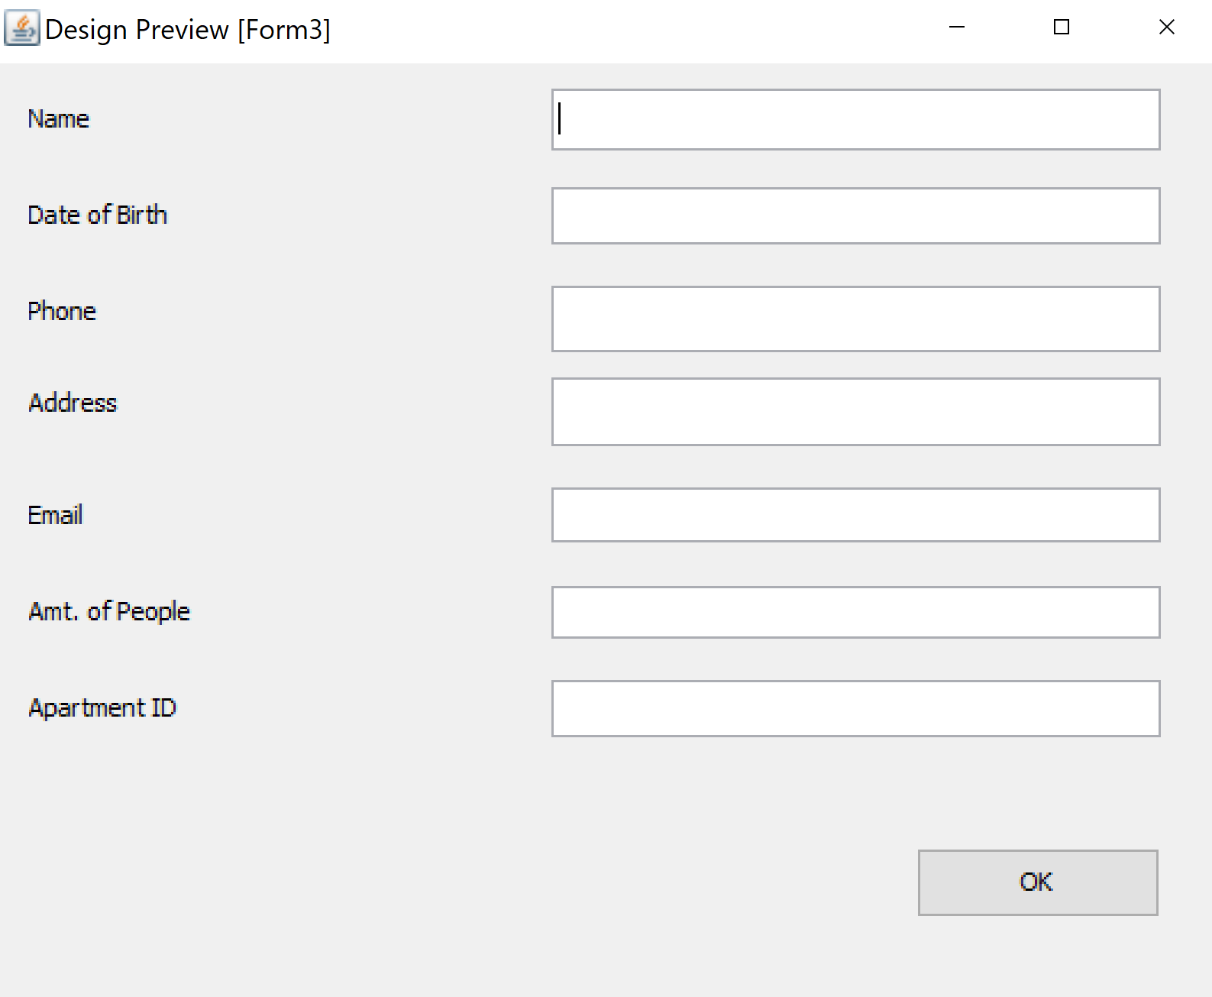 Design Preview [Form3]
Name
Date of Birth
Phone
Address
Email
Amt. of People
Apartment ID
OK